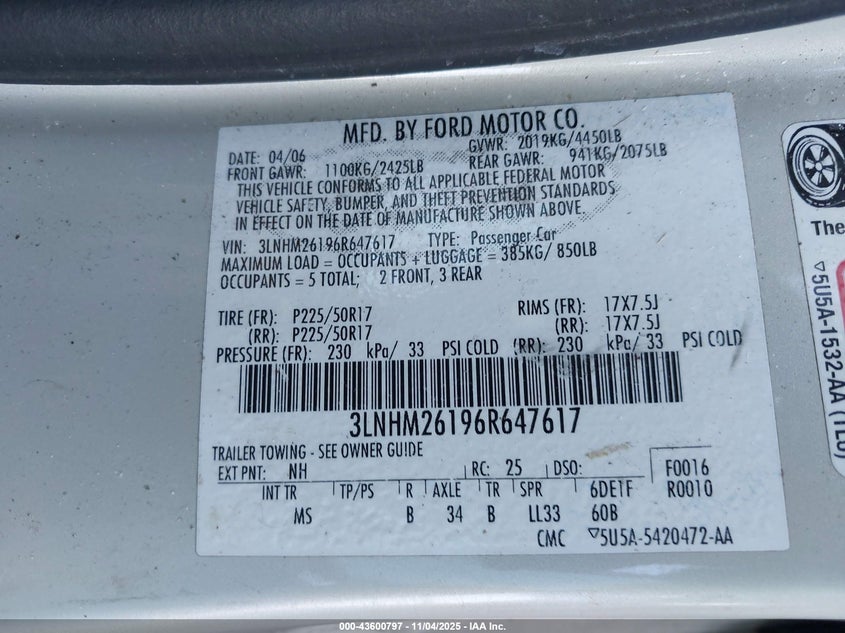 MFD. BY FORD MOTOR CO.
DATE: 04/06 GVWR: 2019KG/4450LB
FRONT GAWR: 1100KG/2425LB REAR GAWR: 941KG/2075LB
THIS VEHICLE CONFORMS TO ALL APPLICABLE FEDERAL MOTOR
VEHICLE SAFETY, BUMPER, AND THEFT PREVENTION STANDARDS
IN EFFECT ON THE DATE OF MANUFACTURE SHOWN ABOVE.
VIN: 3LNHM26196R647617 TYPE: Passenger Car
MAXIMUM LOAD = OCCUPANTS + LUGGAGE = 385KG/ 850LB
OCCUPANTS = 5 TOTAL; 2 FRONT, 3 REAR
TIRE (FR): P225/50R17 RIMS (FR): 17X7.5J
(RR): P225/50R17 (RR): 17X7.5J
PRESSURE (FR): 230 kPa/ 33 PSI COLD (RR): 230 kPa/ 33 PSI COLD
3LNHM26196R647617
TRAILER TOWING - SEE OWNER GUIDE
EXT PNT: NH RC: 25 DSO: F0016
INT TR TP/PS R AXLE TR SPR 6DETF R0010
MS B 34 B LL33 60B
CMC ▽5U5A-5420472-AA
The
▽5U5A-1532-AA (TEU)
000-43600797 - 11/04/2025 - IAA Inc.